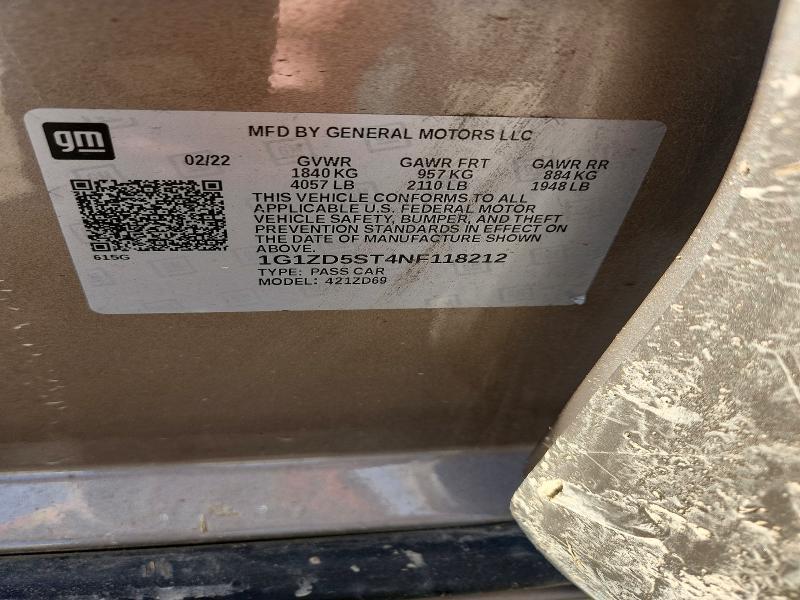 gm
MFD BY GENERAL MOTORS LLC
02/22 GVWR GAWR FRT GAWR RR
1840 KG 957 KG 884 KG
4057 LB 2110 LB 1948 LB
THIS VEHICLE CONFORMS TO ALL
APPLICABLE U.S. FEDERAL MOTOR
VEHICLE SAFETY, BUMPER, AND THEFT
PREVENTION STANDARDS IN EFFECT ON
THE DATE OF MANUFACTURE SHOWN
ABOVE.
615G
1G1ZD5ST4NF118212
TYPE: PASS CAR
MODEL: 421ZD69